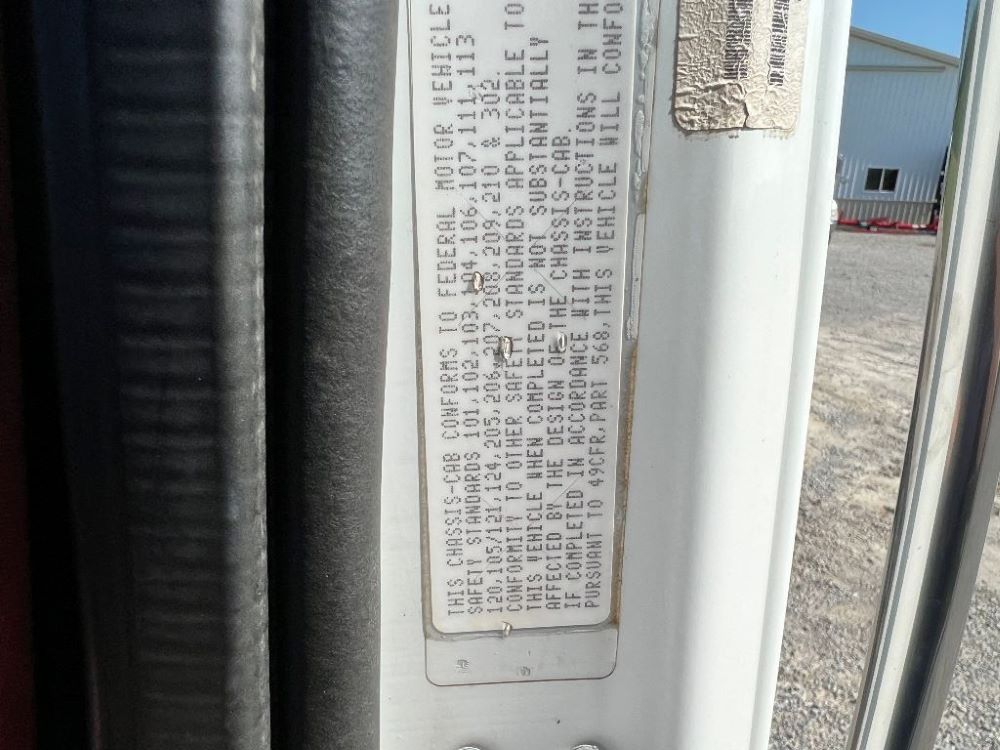 THIS CHASSIS-CAB CONFORMS TO FEDERAL MOTOR VEHICLE
SAFETY STANDARDS 101,102,103,104,106,107,111,113
120,105/121,124,205,206,207,208,209,210 & 302.
CONFORMITY TO OTHER SAFETY STANDARDS APPLICABLE TO
THIS VEHICLE WHEN COMPLETED IS NOT SUBSTANTIALLY
AFFECTED BY THE DESIGN OF THE CHASSIS-CAB.
IF COMPLETED IN ACCORDANCE WITH INSTRUCTIONS IN TH
PURSUANT TO 49CFR,PART 568,THIS VEHICLE WILL CONFO